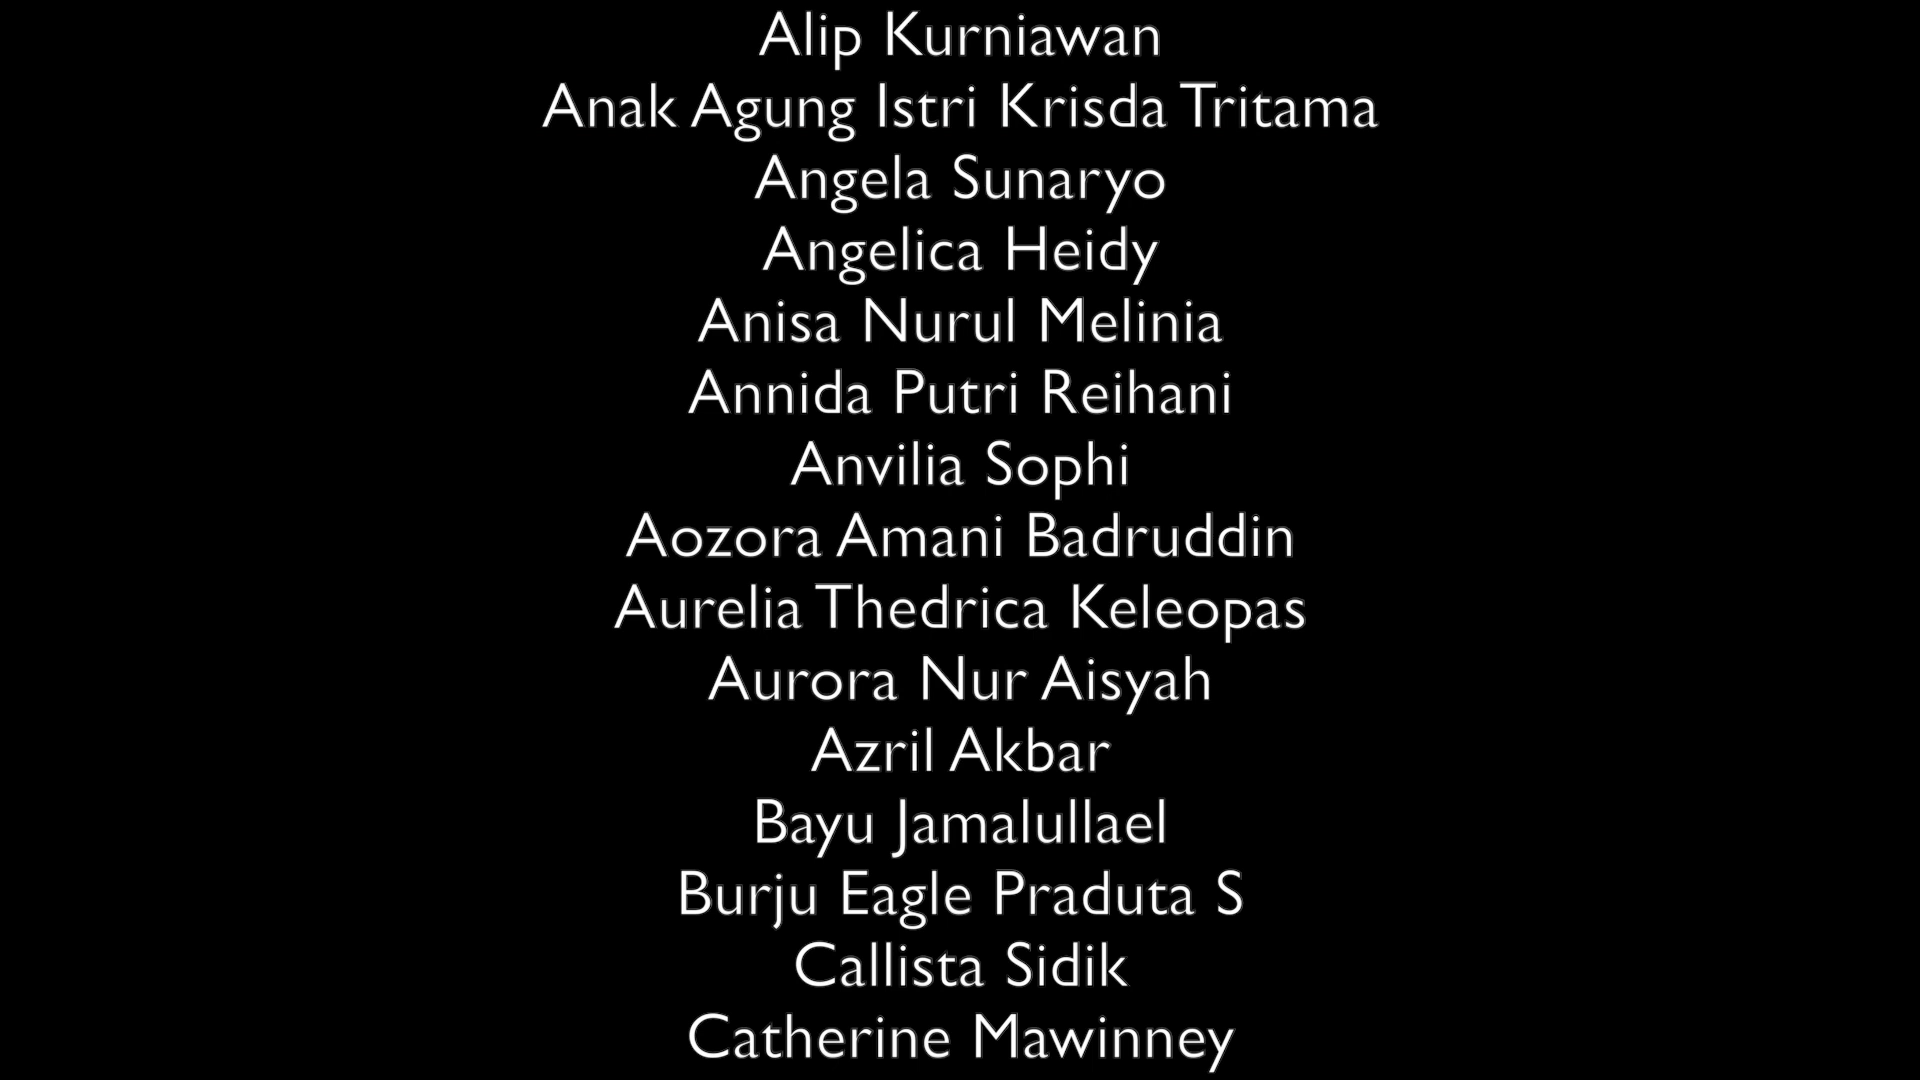 Alip Kurniawan
Anak Agung Istri Krisda Tritama
Angela Sunaryo
Angelica Heidy
Anisa Nurul Melinia
Annida Putri Reihani
Anvilia Sophi
Aozora Amani Badruddin
Aurelia Thedrica Keleopas
Aurora Nur Aisyah
Azril Akbar
Bayu Jamalullael
Burju Eagle Praduta S
Callista Sidik
Catherine Mawinney